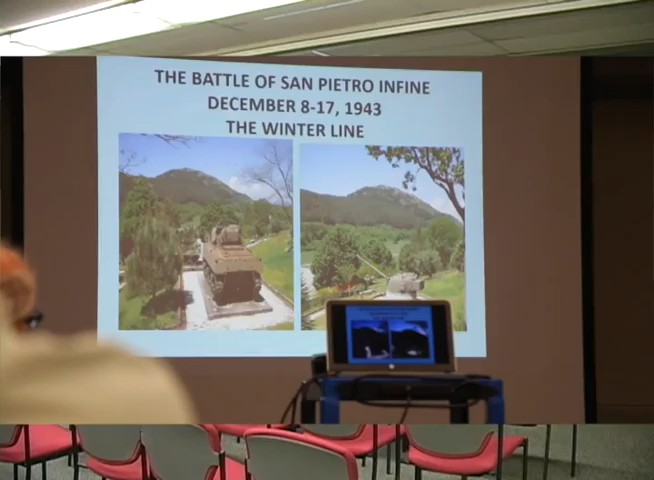 THE BATTLE OF SAN PIETRO INFINE
DECEMBER 8-17, 1943
THE WINTER LINE